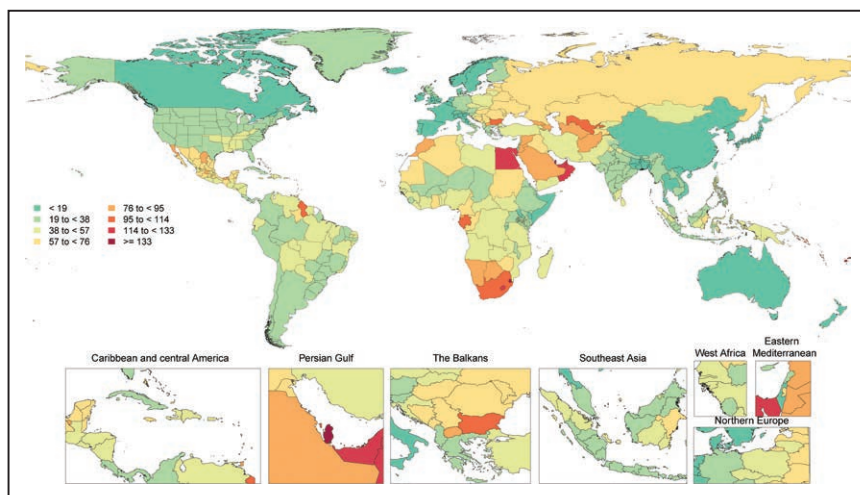 < 19
19 to < 38
38 to < 57
57 to < 76
76 to < 95
95 to < 114
114 to < 133
>= 133
Caribbean and central America
Persian Gulf
The Balkans
Southeast Asia
West Africa
Eastern
Mediterranean
Northern Europe